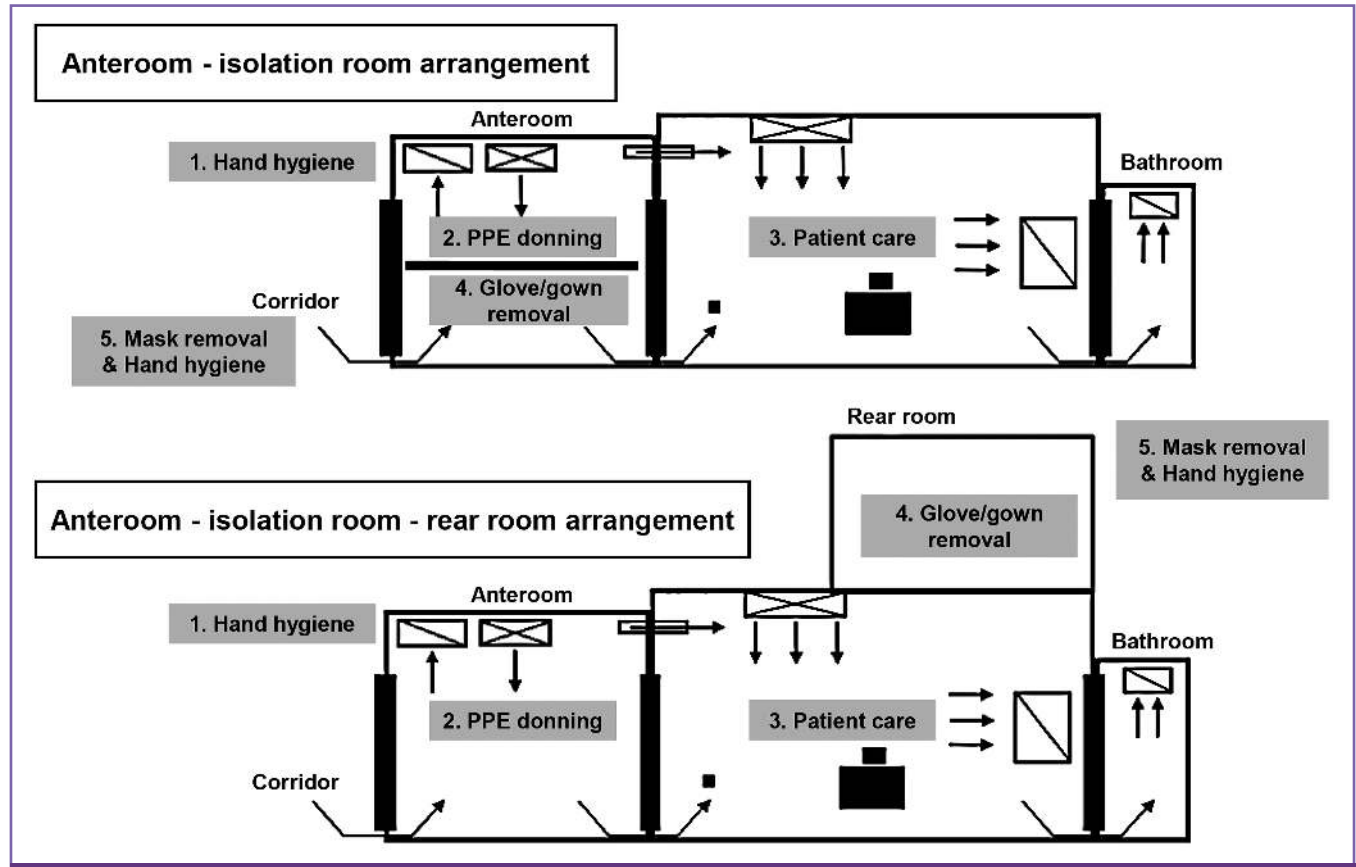 Anteroom - isolation room arrangement
Anteroom
1. Hand hygiene
Bathroom
2. PPE donning
3. Patient care
4. Glove/gown
removal
Corridor
5. Mask removal
& Hand hygiene
Rear room
5. Mask removal
& Hand hygiene
Anteroom - isolation room - rear room arrangement
4. Glove/gown
removal
Anteroom
1. Hand hygiene
Bathroom
2. PPE donning
3. Patient care
Corridor